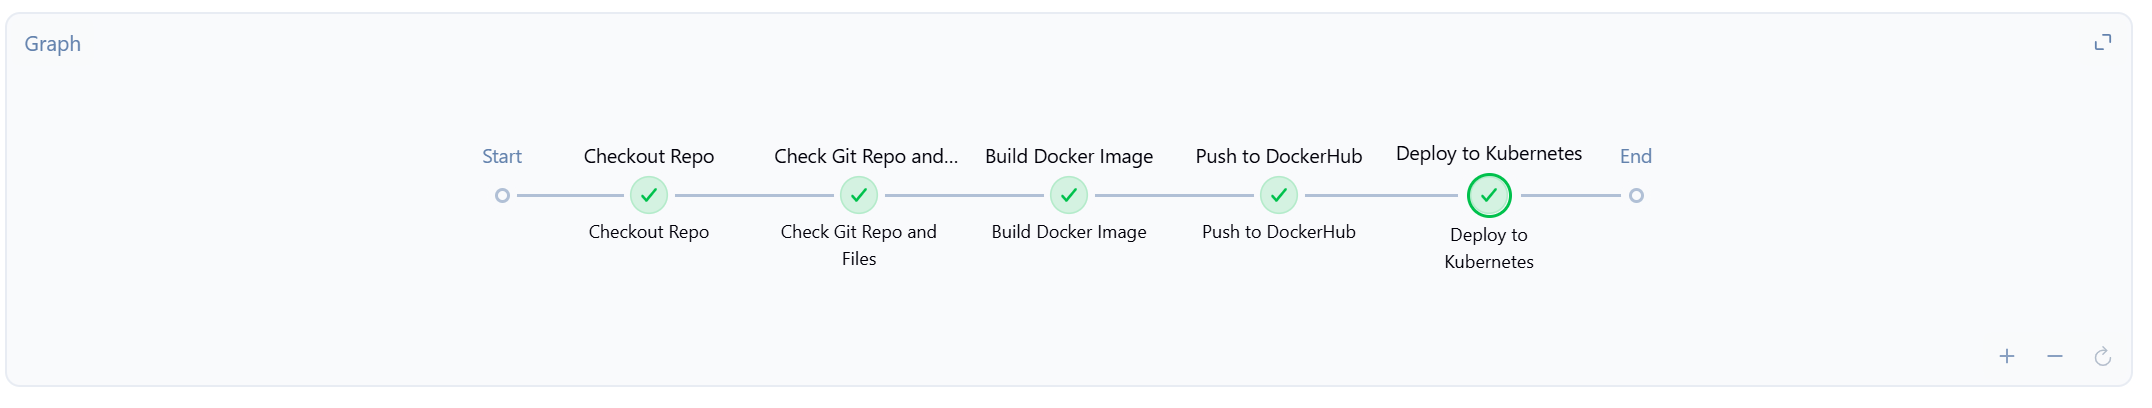 Graph
Start
Checkout Repo
Check Git Repo and...
Build Docker Image
Push to DockerHub
Deploy to Kubernetes
End
Checkout Repo
Check Git Repo and
Files
Build Docker Image
Push to DockerHub
Deploy to
Kubernetes